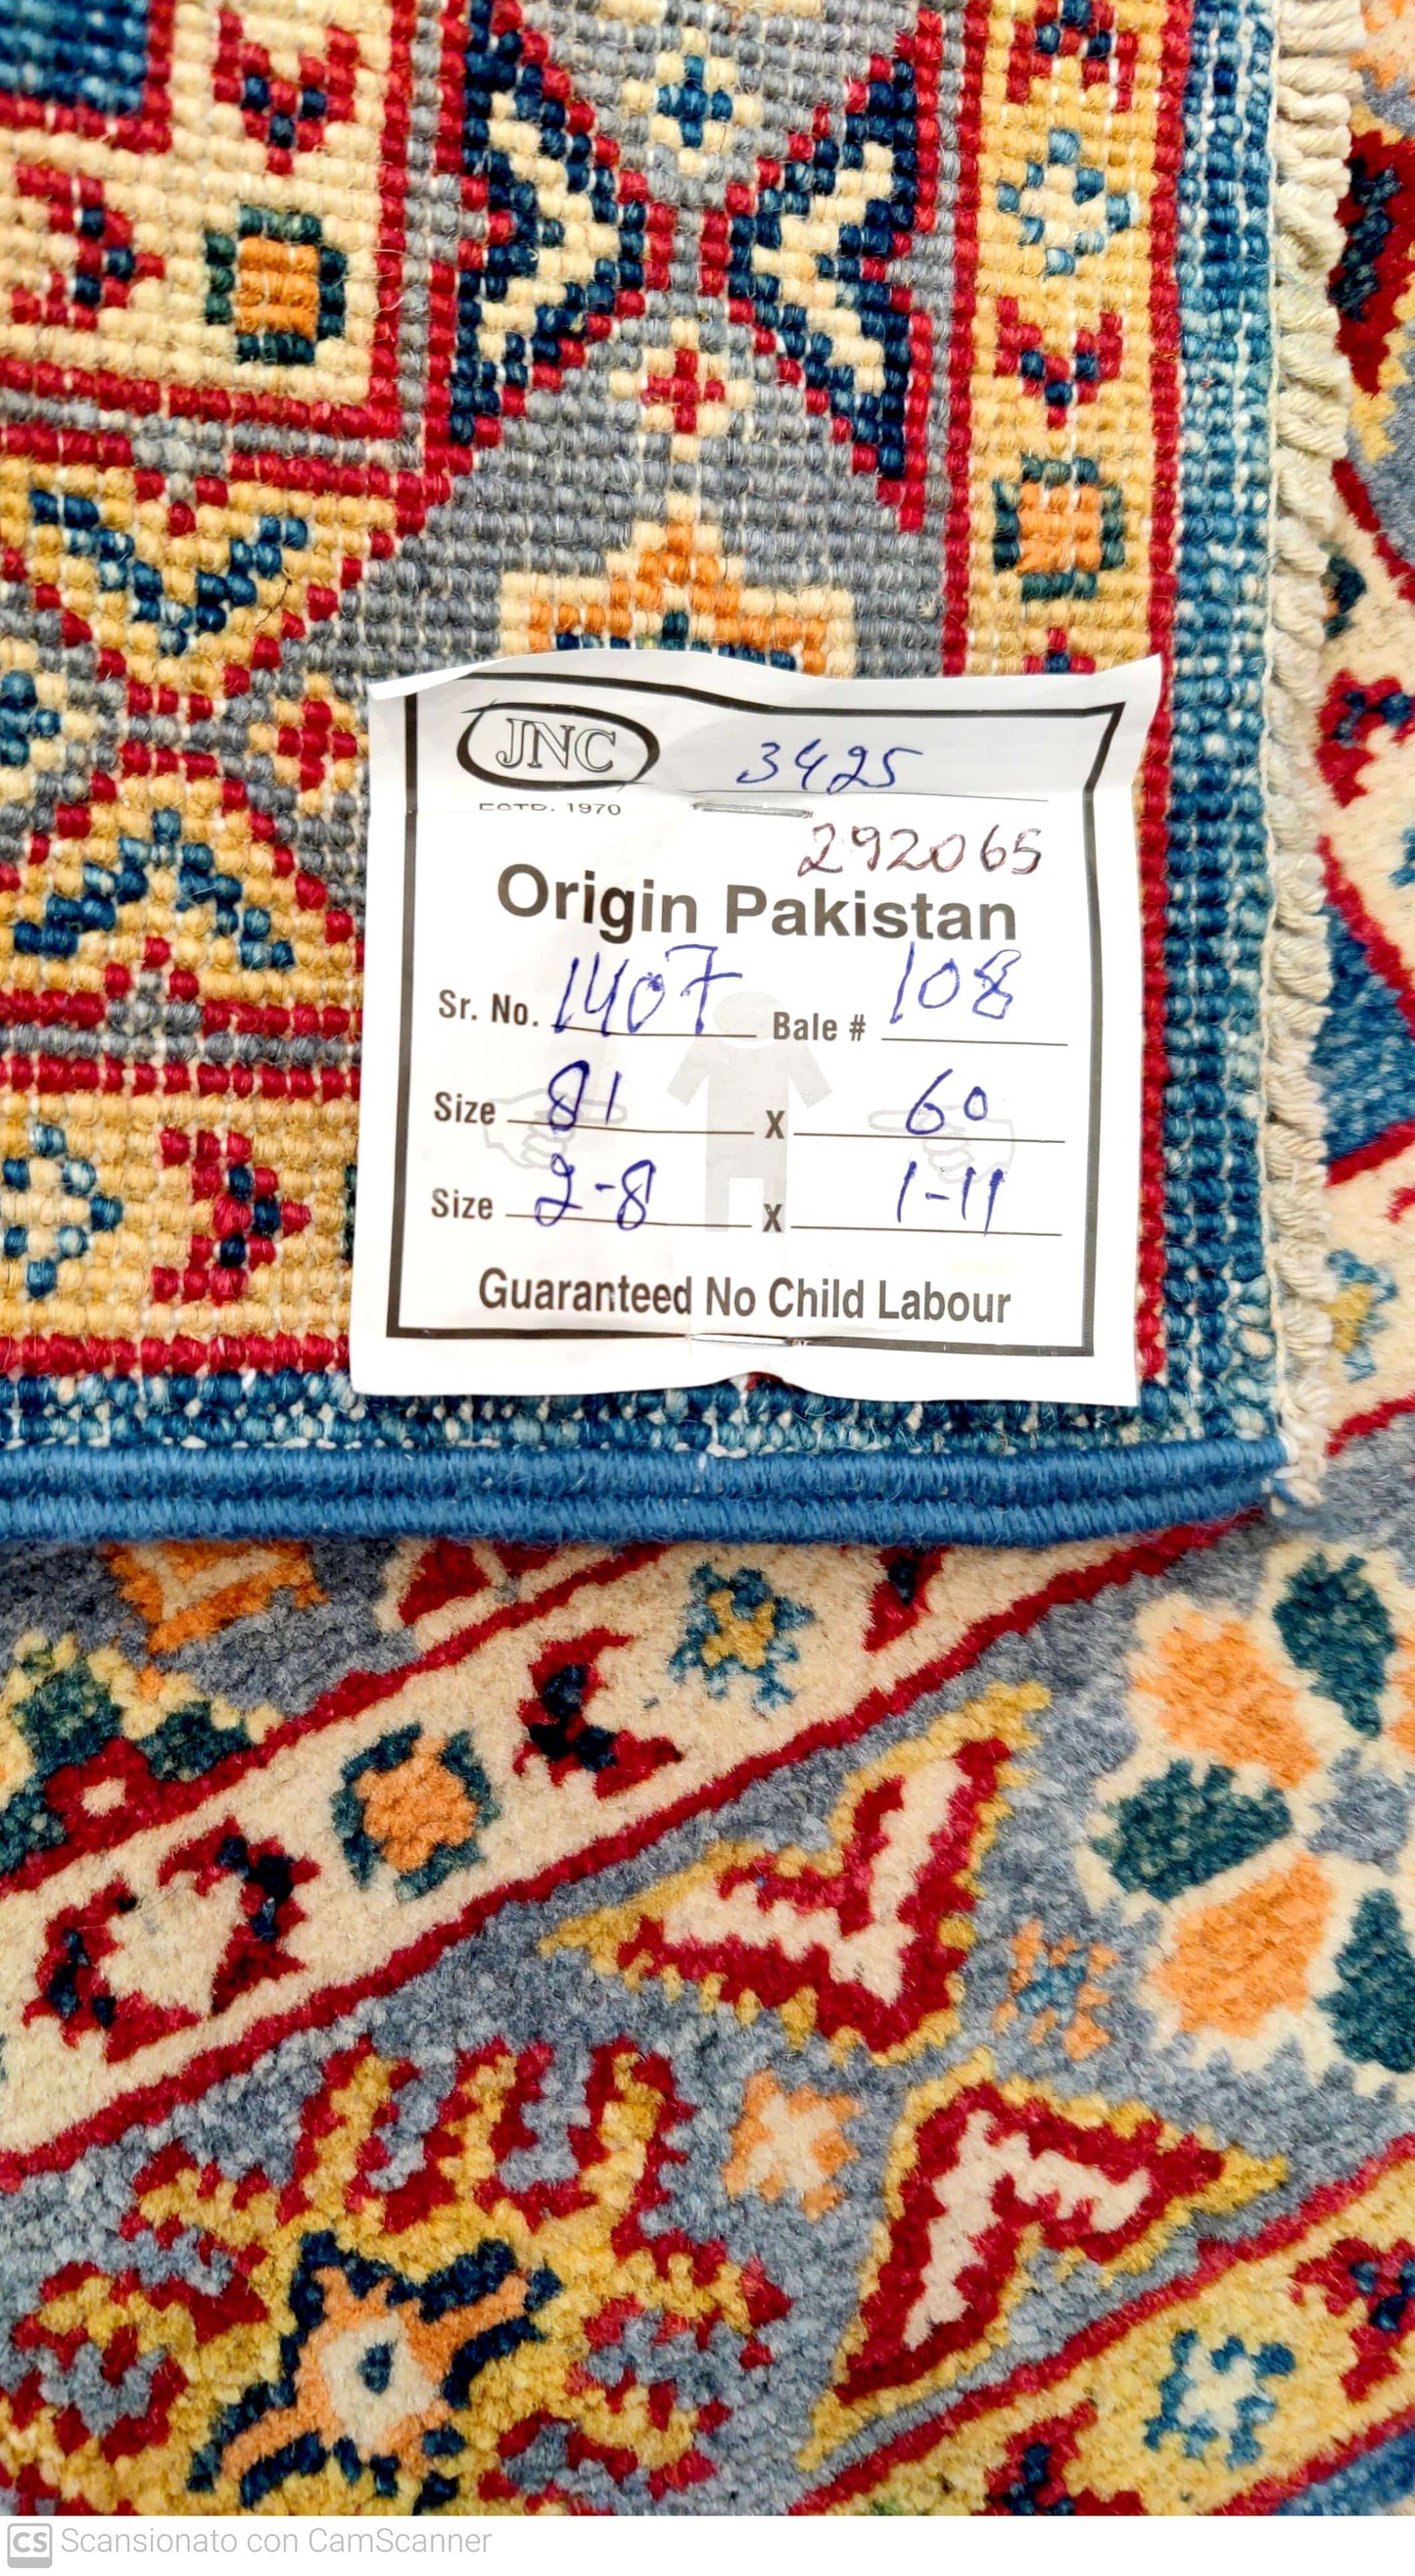 JNC 3425
ESTD. 1970
292065
Origin Pakistan
Sr. No. 1407 Bale # 108
Size 81 x 60
Size 2-8 x 1-11
Guaranteed No Child Labour
CS Scansionato con CamScanner